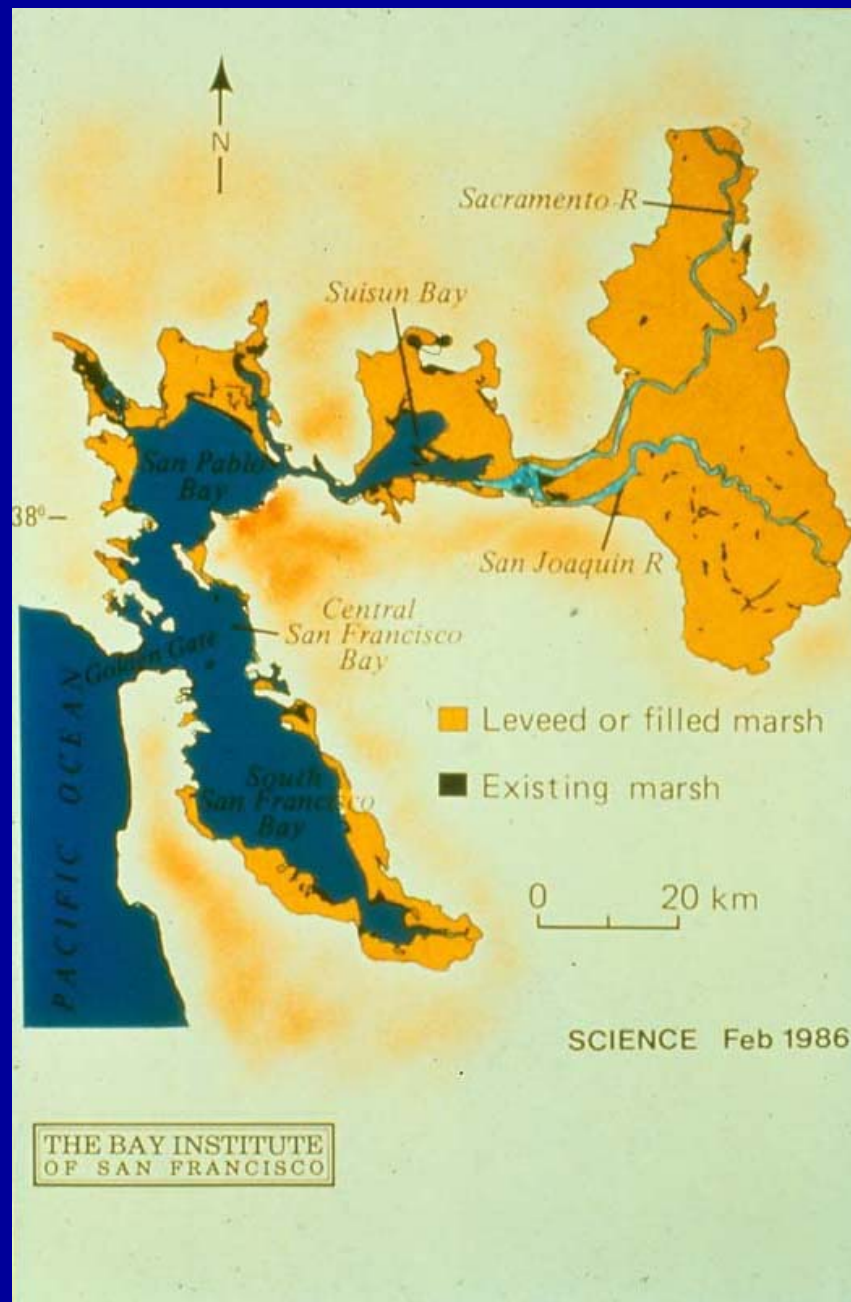 N
Sacramento R
Suisun Bay
San Pablo
Bay
38°
San Joaquin R
Central
San Francisco
Bay
Golden Gate
PACIFIC OCEAN
Leveed or filled marsh
Existing marsh
South
San Francisco
Bay
0 20 km
SCIENCE Feb 1986
THE BAY INSTITUTE
OF SAN FRANCISCO